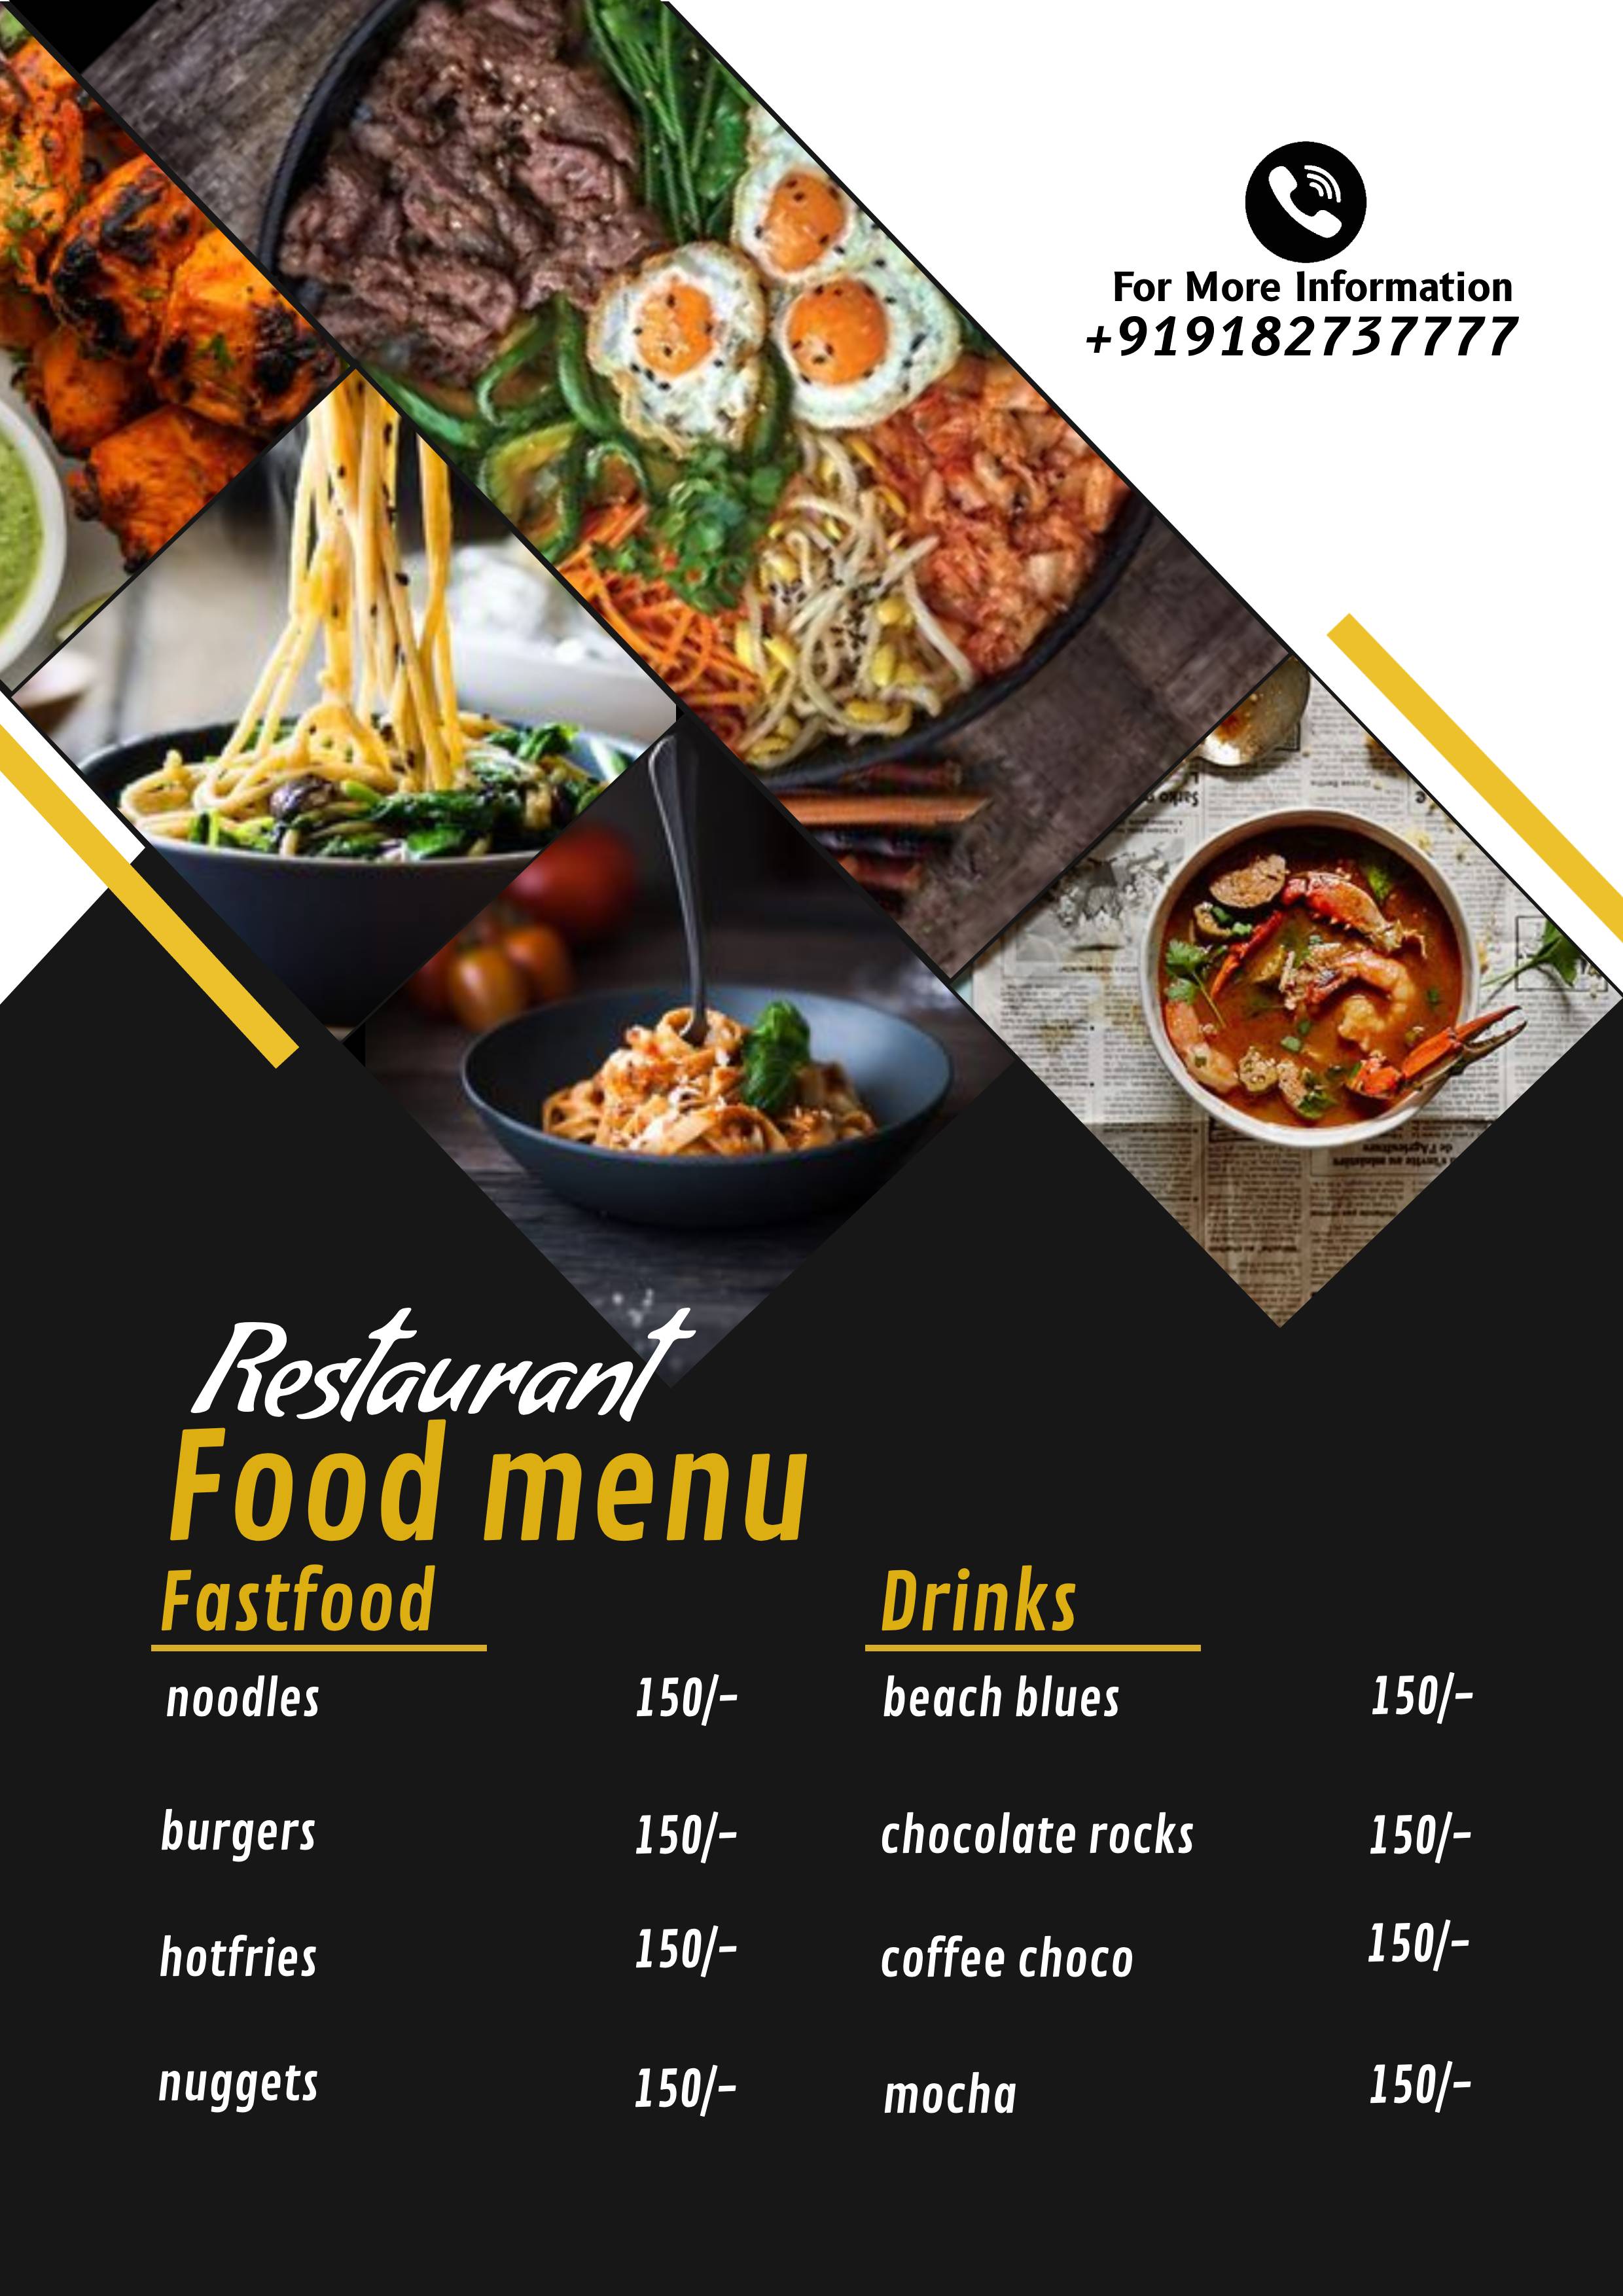 For More Information
+919182737777
Restaurant
Food menu
Fastfood
noodles 150/-
burgers 150/-
hotfries 150/-
nuggets 150/-
Drinks
beach blues 150/-
chocolate rocks 150/-
coffee choco 150/-
mocha 150/-